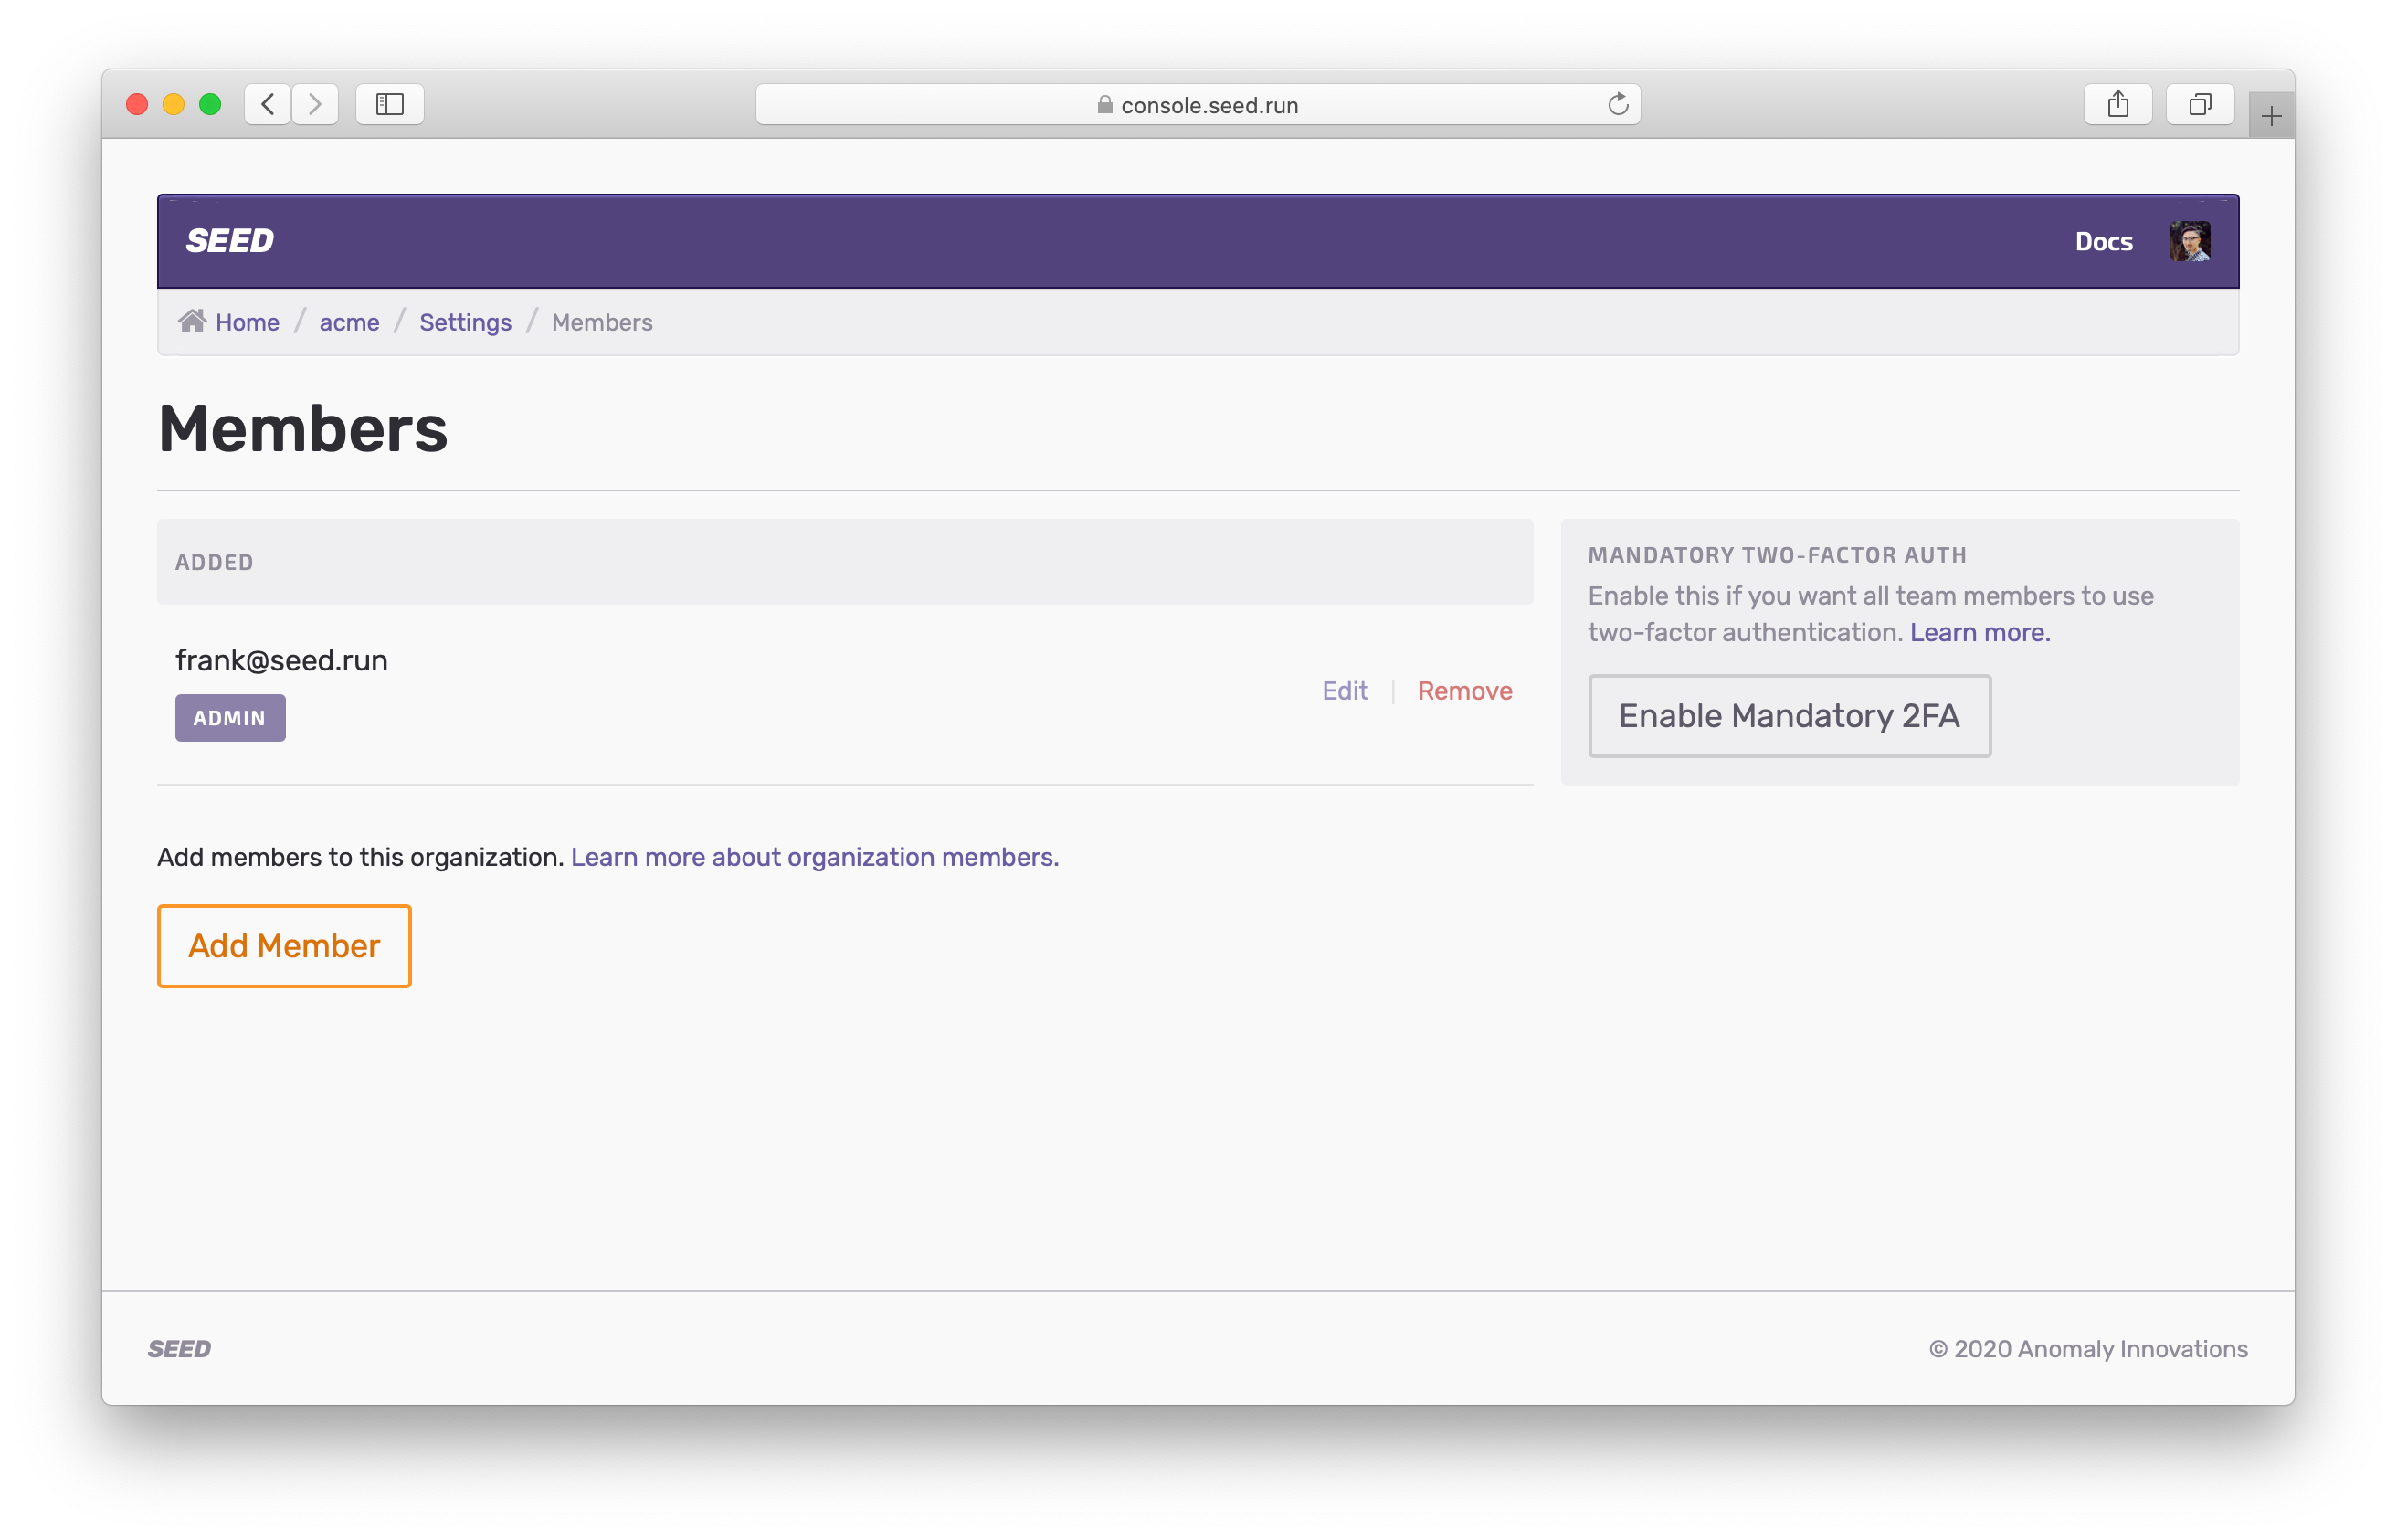 console.seed.run
SEED
Docs
Home / acme / Settings / Members
Members
ADDED
frank@seed.run
ADMIN
Edit | Remove
MANDATORY TWO-FACTOR AUTH
Enable this if you want all team members to use
two-factor authentication. Learn more.
Enable Mandatory 2FA
Add members to this organization. Learn more about organization members.
Add Member
SEED
© 2020 Anomaly Innovations